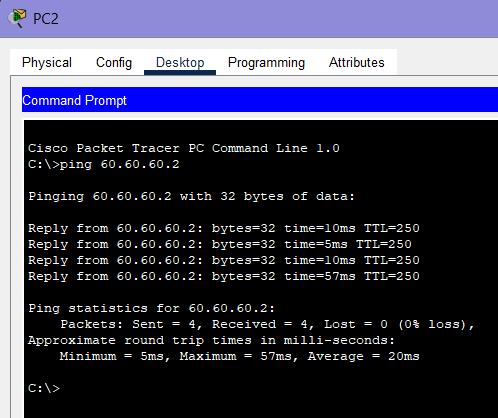 PC2
Physical Config Desktop Programming Attributes
Command Prompt
Cisco Packet Tracer PC Command Line 1.0
C:\>ping 60.60.60.2
Pinging 60.60.60.2 with 32 bytes of data:
Reply from 60.60.60.2: bytes=32 time=10ms TTL=250
Reply from 60.60.60.2: bytes=32 time=5ms TTL=250
Reply from 60.60.60.2: bytes=32 time=10ms TTL=250
Reply from 60.60.60.2: bytes=32 time=57ms TTL=250
Ping statistics for 60.60.60.2:
Packets: Sent = 4, Received = 4, Lost = 0 (0% loss),
Approximate round trip times in milli-seconds:
Minimum = 5ms, Maximum = 57ms, Average = 20ms
C:\>